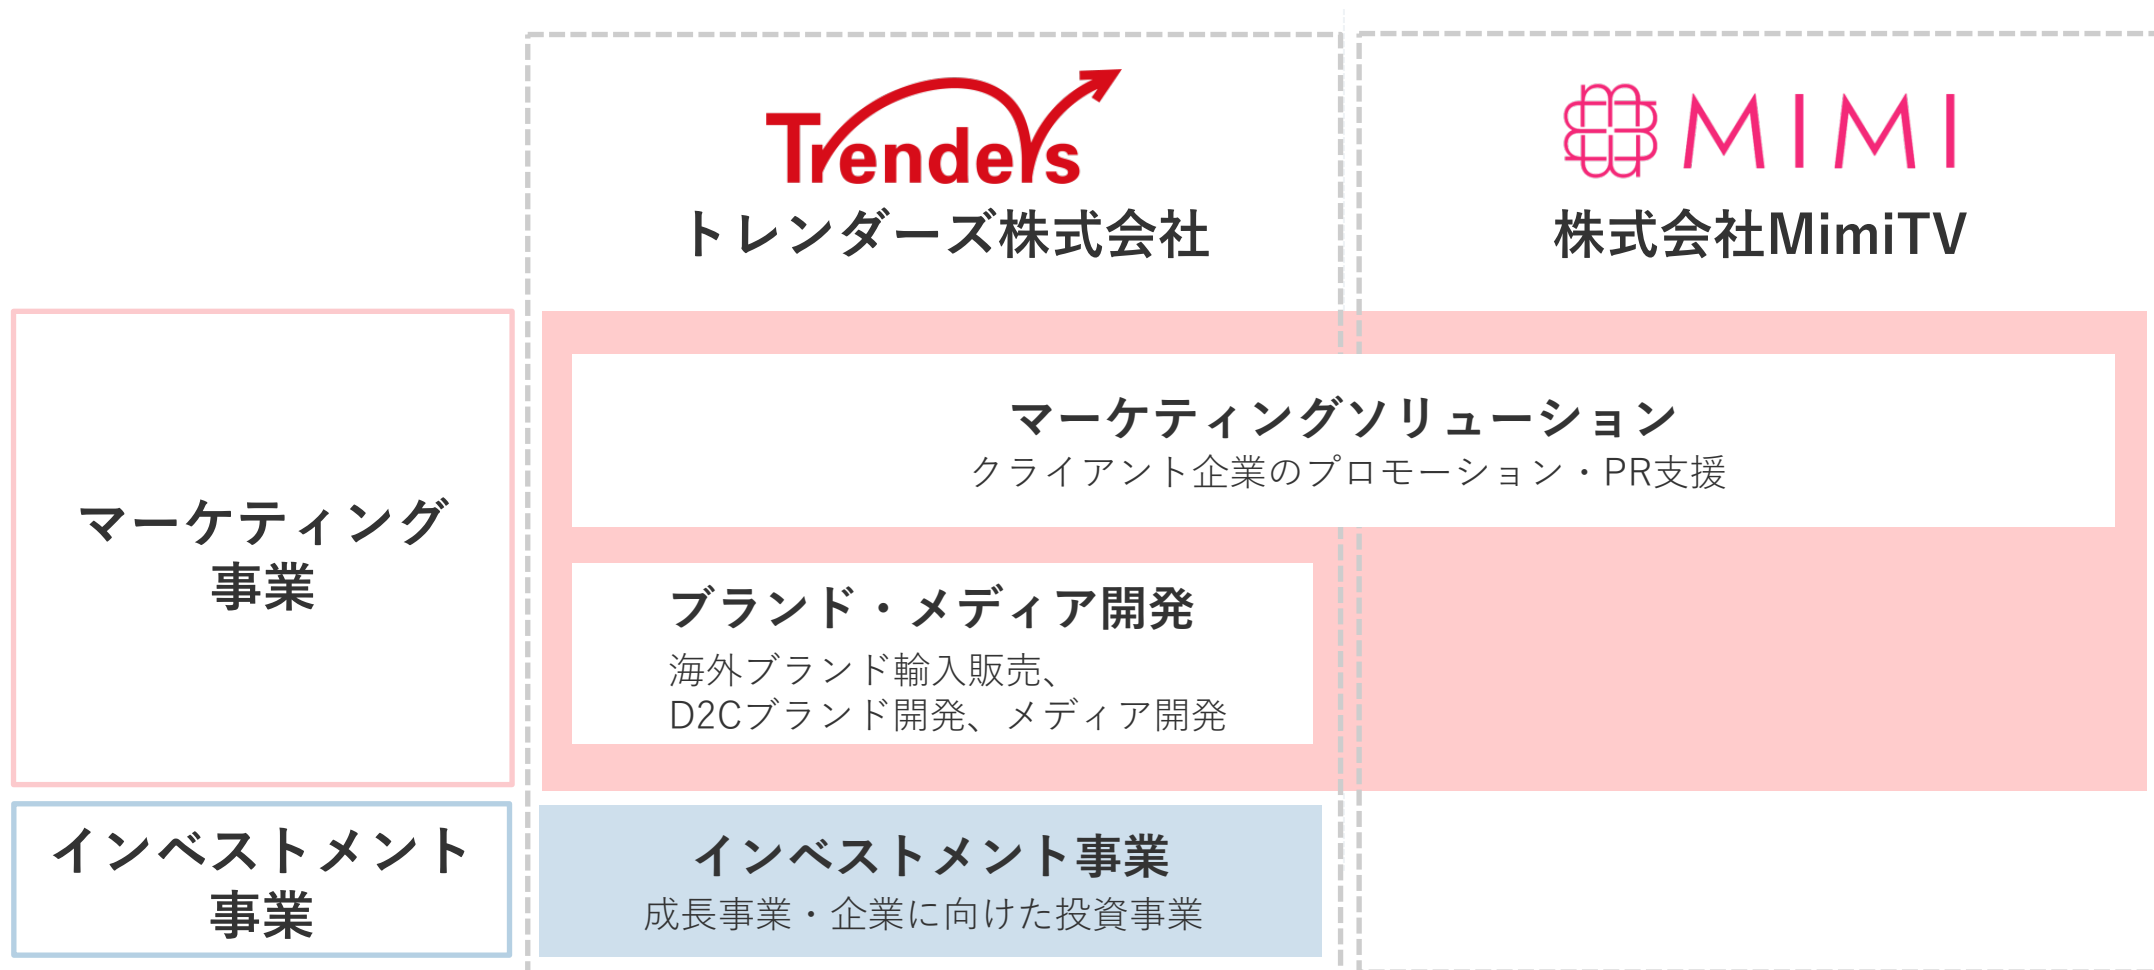 Trenders
トレンダーズ株式会社
MIMI
株式会社MimiTV
マーケティング
事業
マーケティングソリューション
クライアント企業のプロモーション・PR支援
ブランド・メディア開発
海外ブランド輸入販売、
D2Cブランド開発、メディア開発
インベストメント
事業
インベストメント事業
成長事業・企業に向けた投資事業